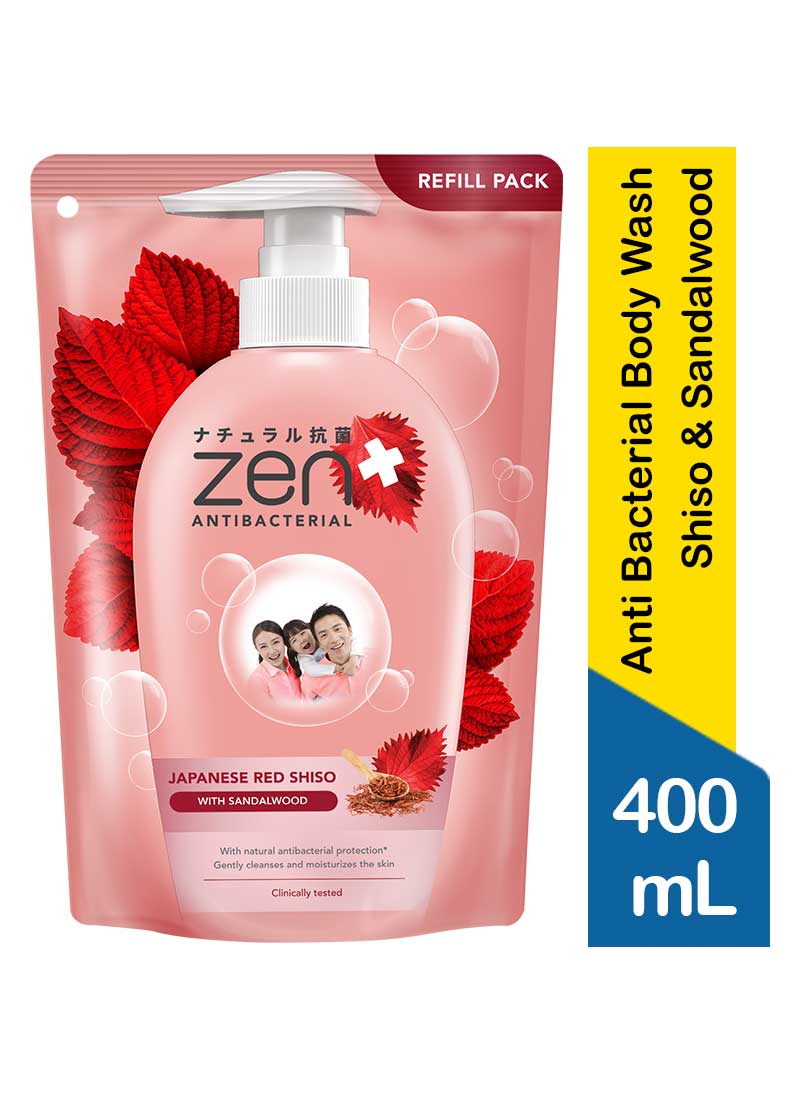 REFILL PACK
ナチュラル抗菌
zen
ANTIBACTERIAL
JAPANESE RED SHISO
WITH SANDALWOOD
With natural antibacterial protection*
Gently cleanses and moisturizes the skin
Clinically tested
Anti Bacterial Body Wash
Shiso & Sandalwood
400
mL